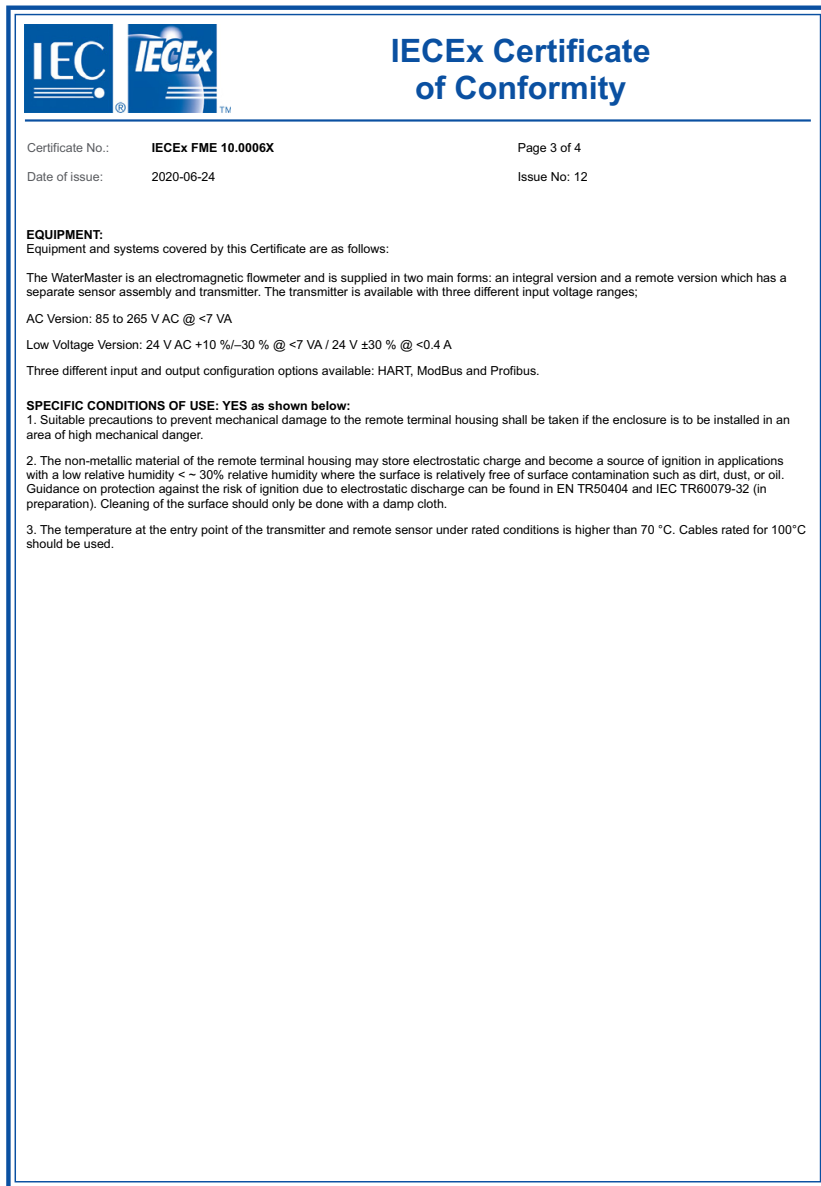 IEC
®
IECEx
TM
IECEx Certificate
of Conformity
Certificate No.: IECEx FME 10.0006X Page 3 of 4
Date of issue: 2020-06-24 Issue No: 12
EQUIPMENT:
Equipment and systems covered by this Certificate are as follows:
The WaterMaster is an electromagnetic flowmeter and is supplied in two main forms: an integral version and a remote version which has a
separate sensor assembly and transmitter. The transmitter is available with three different input voltage ranges;
AC Version: 85 to 265 V AC @ <7 VA
Low Voltage Version: 24 V AC +10 %/–30 % @ <7 VA / 24 V ±30 % @ <0.4 A
Three different input and output configuration options available: HART, ModBus and Profibus.
SPECIFIC CONDITIONS OF USE: YES as shown below:
1. Suitable precautions to prevent mechanical damage to the remote terminal housing shall be taken if the enclosure is to be installed in an
area of high mechanical danger.
2. The non-metallic material of the remote terminal housing may store electrostatic charge and become a source of ignition in applications
with a low relative humidity < ~ 30% relative humidity where the surface is relatively free of surface contamination such as dirt, dust, or oil.
Guidance on protection against the risk of ignition due to electrostatic discharge can be found in EN TR50404 and IEC TR60079-32 (in
preparation). Cleaning of the surface should only be done with a damp cloth.
3. The temperature at the entry point of the transmitter and remote sensor under rated conditions is higher than 70 °C. Cables rated for 100°C
should be used.